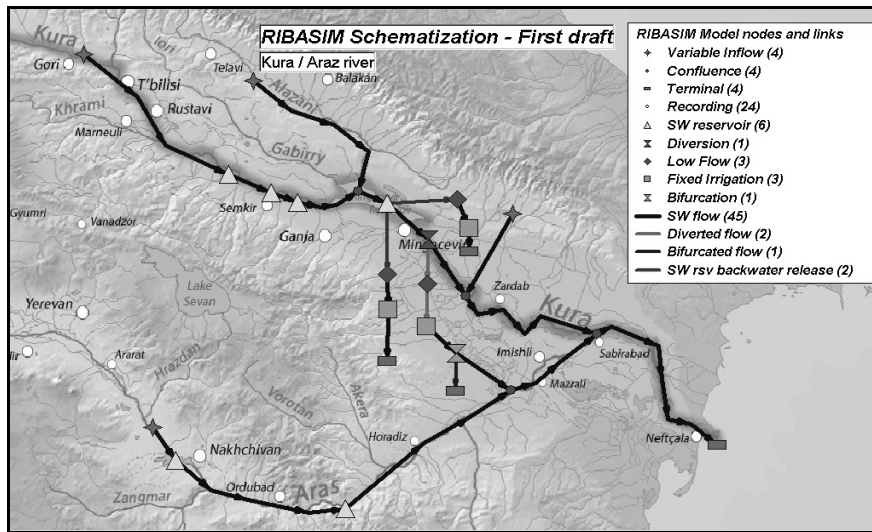 RIBASIM Schematization - First draft
Kura / Araz river
RIBASIM Model nodes and links
Variable Inflow (4)
Confluence (4)
Terminal (4)
Recording (24)
SW reservoir (6)
Diversion (1)
Low Flow (3)
Fixed Irrigation (3)
Bifurcation (1)
SW flow (45)
Diverted flow (2)
Bifurcated flow (1)
SW rsv backwater release (2)
Kura
Gori
Iori
Telavi
Balakan
T'bilisi
Alazani
Rustavi
Khrami
Marneuli
Gabirry
Semkir
Gyumri
Vanadzor
Ganja
Lake
Sevan
Zardab
Kura
Yerevan
Imishli
Sabirabad
Ararat
Hrazdan
Mazrali
Akera
Vorotan
Horadiz
Neftçala
Nakhchivan
Ordubad
Aras
Zangmar